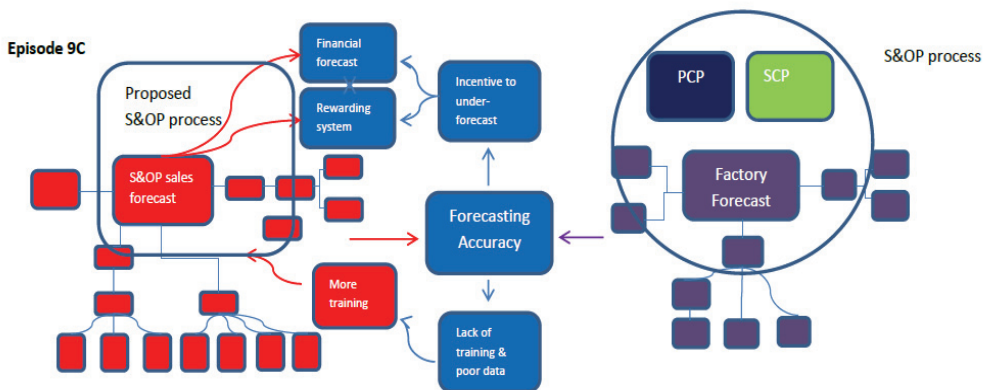 Episode 9C
Proposed
S&OP process
S&OP sales
forecast
Financial
forecast
Rewarding
system
Incentive to
under-
forecast
Forecasting
Accuracy
More
training
Lack of
training &
poor data
PCP
SCP
Factory
Forecast
S&OP process